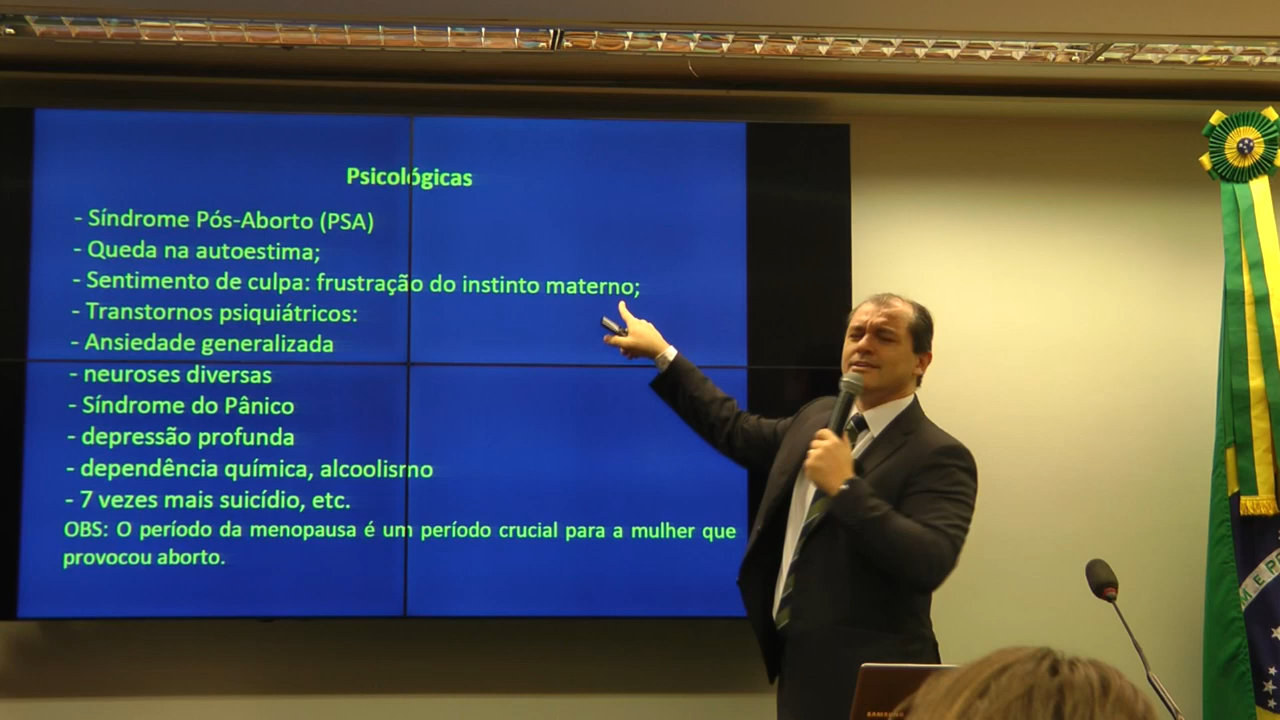 Psicológicas
- Síndrome Pós-Aborto (PSA)
- Queda na autoestima;
- Sentimento de culpa: frustração do instinto materno;
- Transtornos psiquiátricos:
- Ansiedade generalizada
- neuroses diversas
- Síndrome do Pânico
- depressão profunda
- dependência química, alcoolismo
- 7 vezes mais suicídio, etc.
OBS: O período da menopausa é um período crucial para a mulher que
provocou aborto.
SAMSUNG
M E P